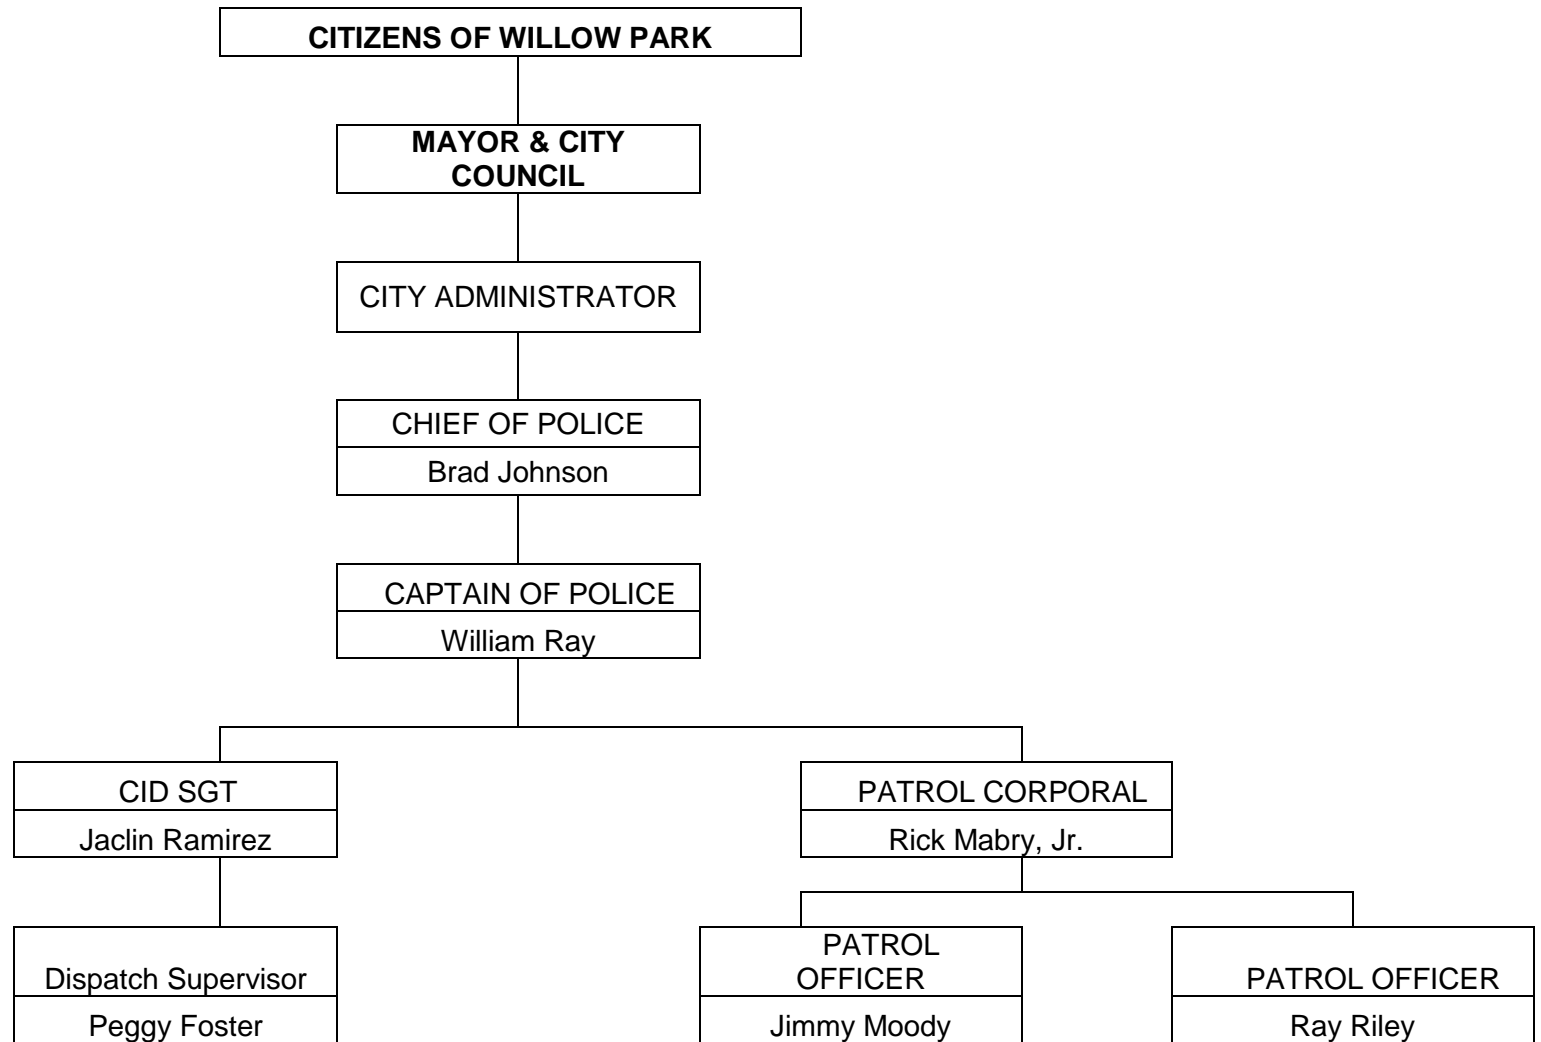 CITIZENS OF WILLOW PARK
MAYOR & CITY
COUNCIL
CITY ADMINISTRATOR
CHIEF OF POLICE
Brad Johnson
CAPTAIN OF POLICE
William Ray
CID SGT
Jaclin Ramirez
PATROL CORPORAL
Rick Mabry, Jr.
Dispatch Supervisor
Peggy Foster
PATROL
OFFICER
Jimmy Moody
PATROL OFFICER
Ray Riley